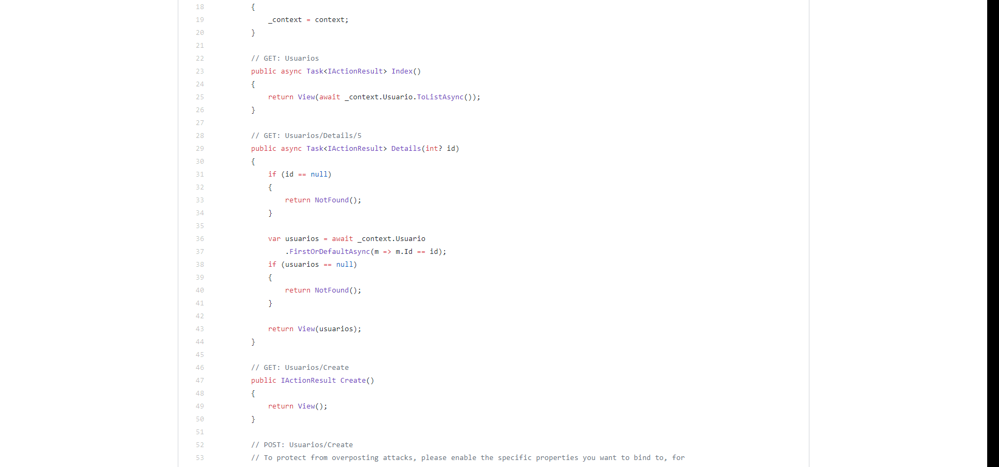 18 {
19 _context = context;
20 }
21
22 // GET: Usuarios
23 public async Task<IActionResult> Index()
24 {
25 return View(await _context.Usuario.ToListAsync());
26 }
27
28 // GET: Usuarios/Details/5
29 public async Task<IActionResult> Details(int? id)
30 {
31 if (id == null)
32 {
33 return NotFound();
34 }
35
36 var usuarios = await _context.Usuario
37 .FirstOrDefaultAsync(m => m.Id == id);
38 if (usuarios == null)
39 {
40 return NotFound();
41 }
42
43 return View(usuarios);
44 }
45
46 // GET: Usuarios/Create
47 public IActionResult Create()
48 {
49 return View();
50 }
51
52 // POST: Usuarios/Create
53 // To protect from overposting attacks, please enable the specific properties you want to bind to, for